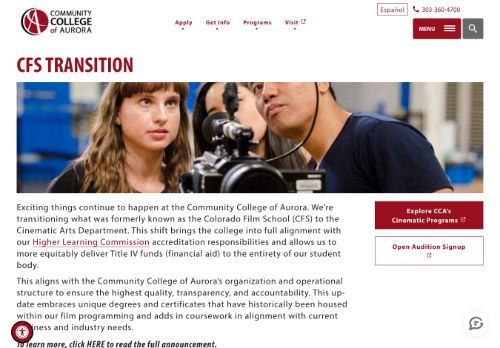 Español 303-360-4700
COMMUNITY
COLLEGE
of AURORA
Apply Get Info Programs Visit
MENU
CFS TRANSITION
Exciting things continue to happen at the Community College of Aurora. We're
transitioning what was formerly known as the Colorado Film School (CFS) to the
Cinematic Arts Department. This shift brings the college into full alignment with
our Higher Learning Commission accreditation responsibilities and allows us to
more equitably deliver Title IV funds (financial aid) to the entirety of our student
body.
This aligns with the Community College of Aurora's organization and operational
structure to ensure the highest quality, transparency, and accountability. This up-
date embraces unique degrees and certificates that have historically been housed
within our film programming and adds in coursework in alignment with current
iness and industry needs.
To learn more, click HERE to read the full announcement.
Explore CCA's
Cinematic Programs
Open Audition Signup